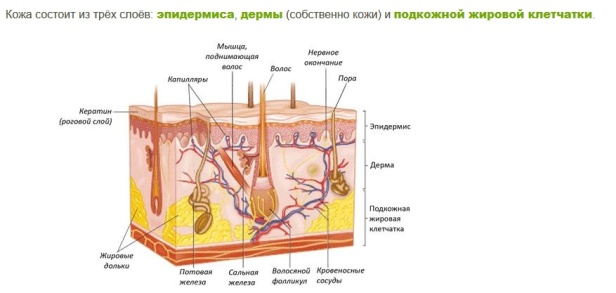 Кожа состоит из трёх слоёв: эпидермиса, дермы (собственно кожи) и подкожной жировой клетчатки.
Мышца,
поднимающая
волос
Нервное
окончание
Капилляры
Волос
Пора
Кератин
(роговой слой)
Эпидермис
Дерма
Подкожная
жировая
клетчатка
Жировые
дольки
Потовая
железа
Сальная
железа
Волосяной
фолликул
Кровеносные
сосуды